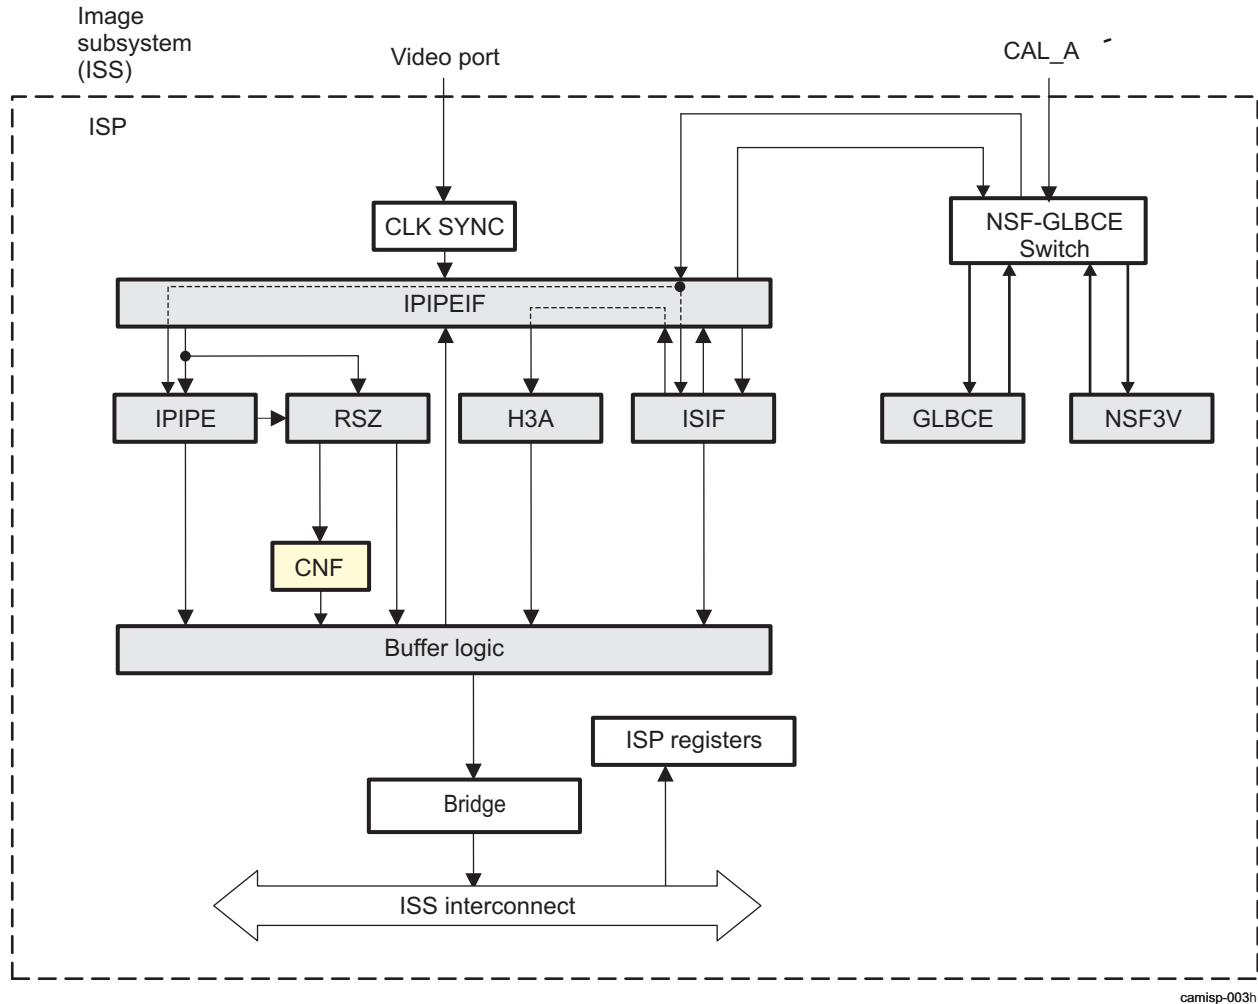 Image
subsystem
(ISS)
Video port
CAL_A
ISP
CLK SYNC
NSF-GLBCE
Switch
IPIPEIF
IPIPE
RSZ
H3A
ISIF
GLBCE
NSF3V
CNF
Buffer logic
ISP registers
Bridge
ISS interconnect
camisp-003h